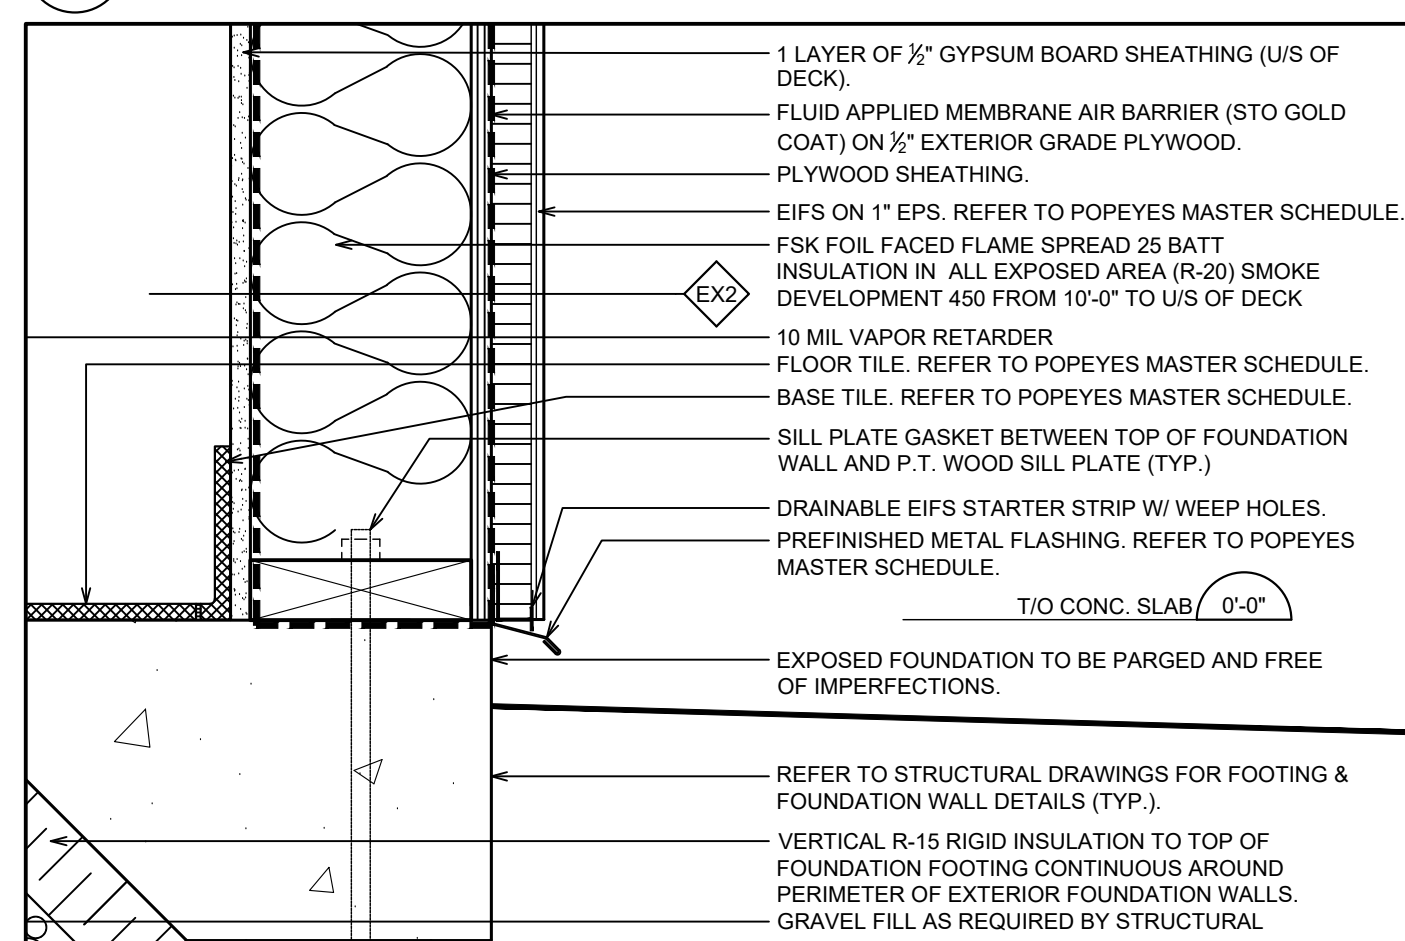 1 LAYER OF ½" GYPSUM BOARD SHEATHING (U/S OF
DECK).
FLUID APPLIED MEMBRANE AIR BARRIER (STO GOLD
COAT) ON ½" EXTERIOR GRADE PLYWOOD.
PLYWOOD SHEATHING.
EIFS ON 1" EPS. REFER TO POPEYES MASTER SCHEDULE.
FSK FOIL FACED FLAME SPREAD 25 BATT
INSULATION IN ALL EXPOSED AREA (R-20) SMOKE
DEVELOPMENT 450 FROM 10'-0" TO U/S OF DECK
EX2
10 MIL VAPOR RETARDER
FLOOR TILE. REFER TO POPEYES MASTER SCHEDULE.
BASE TILE. REFER TO POPEYES MASTER SCHEDULE.
SILL PLATE GASKET BETWEEN TOP OF FOUNDATION
WALL AND P.T. WOOD SILL PLATE (TYP.)
DRAINABLE EIFS STARTER STRIP W/ WEEP HOLES.
PREFINISHED METAL FLASHING. REFER TO POPEYES
MASTER SCHEDULE.
T/O CONC. SLAB 0'-0"
EXPOSED FOUNDATION TO BE PARGED AND FREE
OF IMPERFECTIONS.
REFER TO STRUCTURAL DRAWINGS FOR FOOTING &
FOUNDATION WALL DETAILS (TYP.).
VERTICAL R-15 RIGID INSULATION TO TOP OF
FOUNDATION FOOTING CONTINUOUS AROUND
PERIMETER OF EXTERIOR FOUNDATION WALLS.
GRAVEL FILL AS REQUIRED BY STRUCTURAL